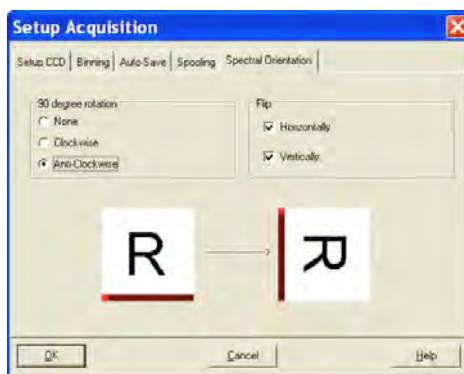 Setup Acquisition
Setup CCD Binning Auto-Save Spooling Spectral Orientation
90 degree rotation
None
Clockwise
Anti-Clockwise
Flip
Horizontally
Vertically
R R
OK Cancel Help